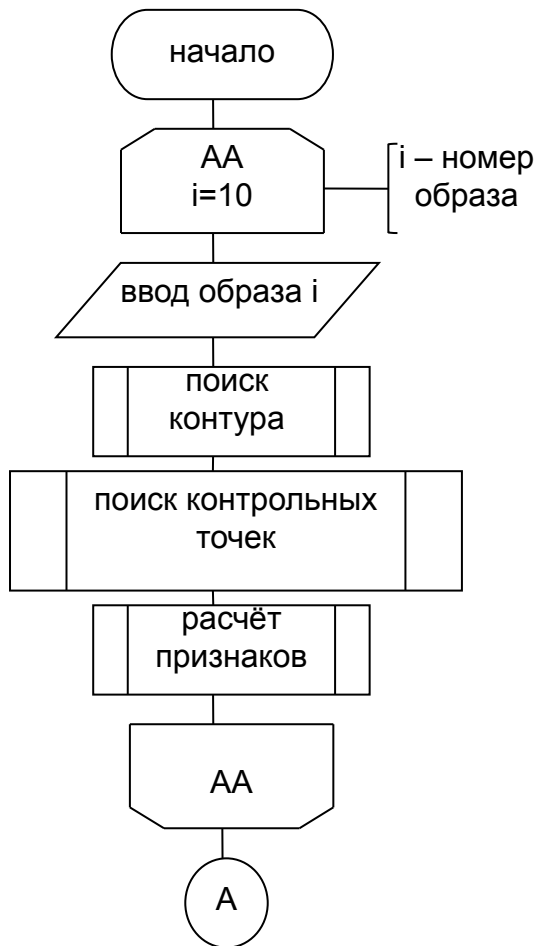 начало
АА
i=10
i – номер
образа
ввод образа i
поиск
контура
поиск контрольных
точек
расчёт
признаков
АА
А